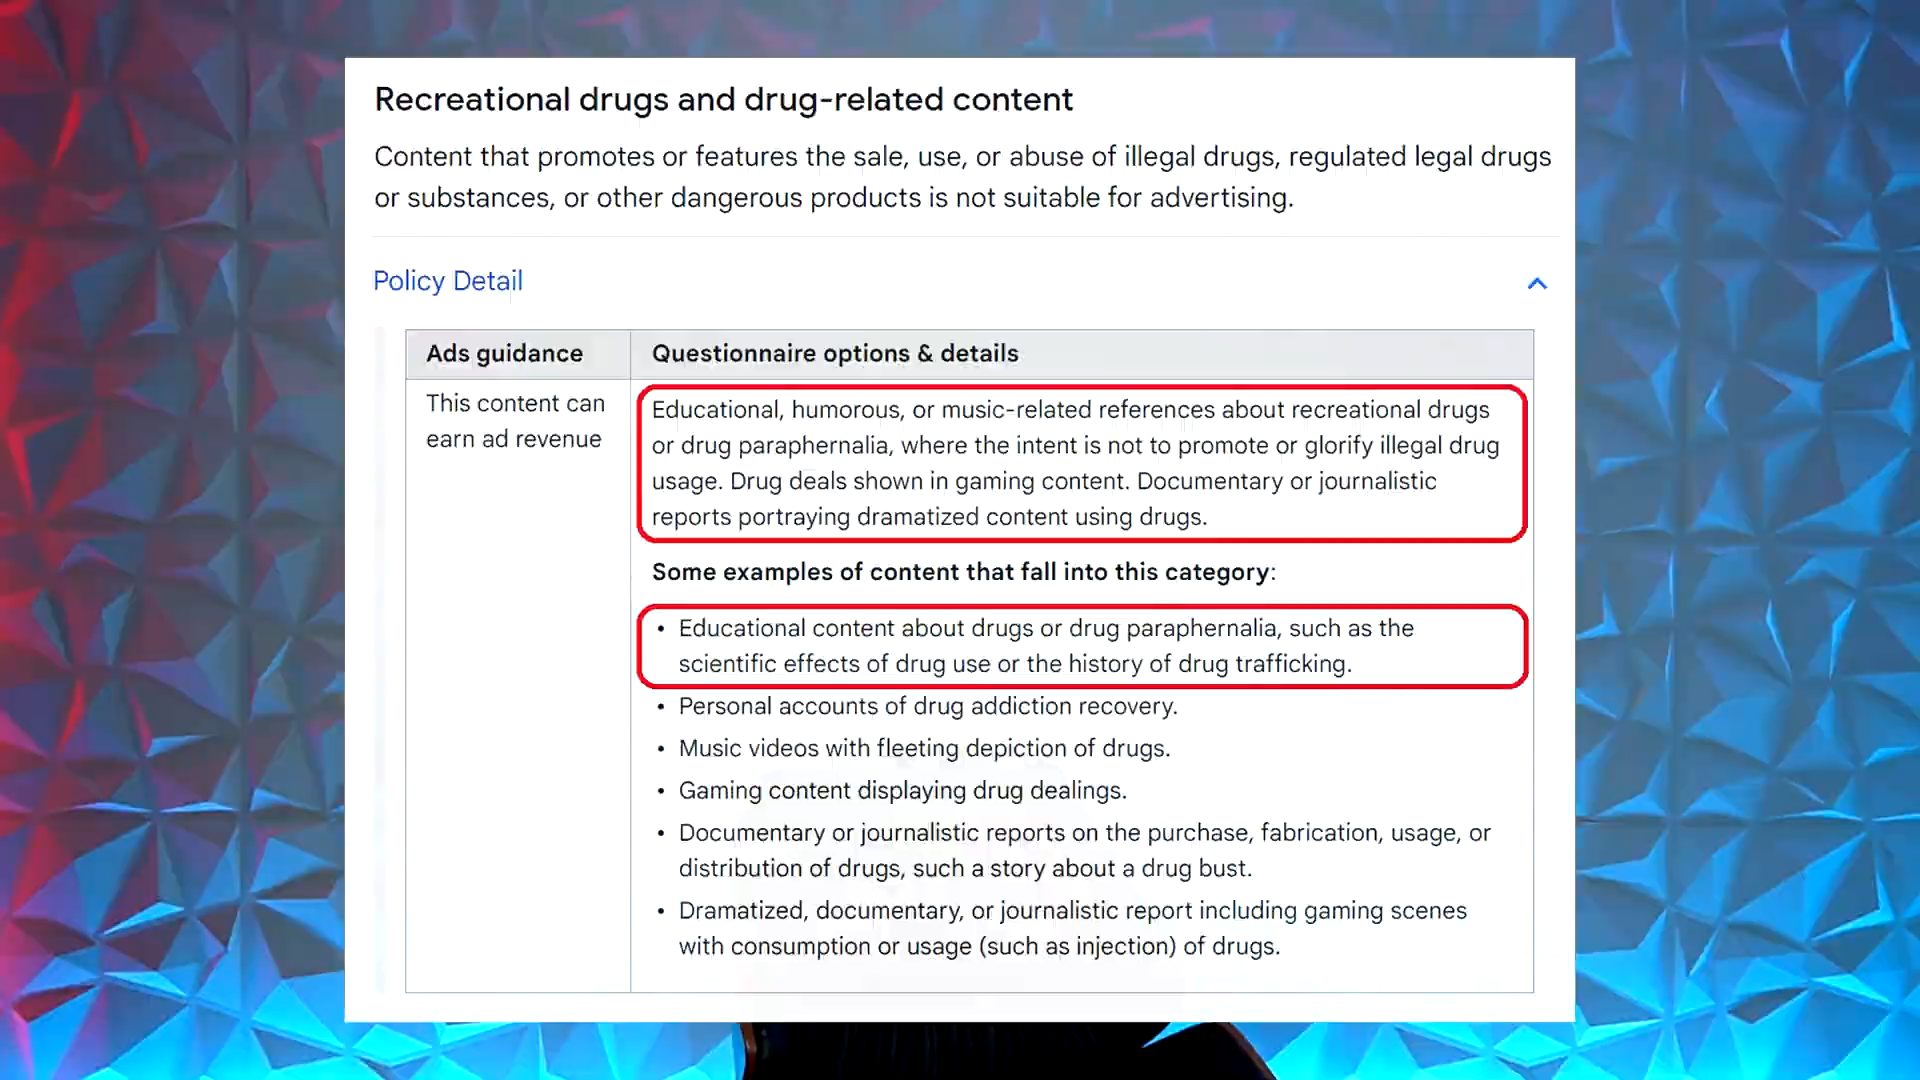 Recreational drugs and drug-related content
Content that promotes or features the sale, use, or abuse of illegal drugs, regulated legal drugs
or substances, or other dangerous products is not suitable for advertising.
Policy Detail
Ads guidance
Questionnaire options & details
This content can
earn ad revenue
Educational, humorous, or music-related references about recreational drugs
or drug paraphernalia, where the intent is not to promote or glorify illegal drug
usage. Drug deals shown in gaming content. Documentary or journalistic
reports portraying dramatized content using drugs.
Some examples of content that fall into this category:
• Educational content about drugs or drug paraphernalia, such as the
scientific effects of drug use or the history of drug trafficking.
• Personal accounts of drug addiction recovery.
• Music videos with fleeting depiction of drugs.
• Gaming content displaying drug dealings.
• Documentary or journalistic reports on the purchase, fabrication, usage, or
distribution of drugs, such a story about a drug bust.
• Dramatized, documentary, or journalistic report including gaming scenes
with consumption or usage (such as injection) of drugs.